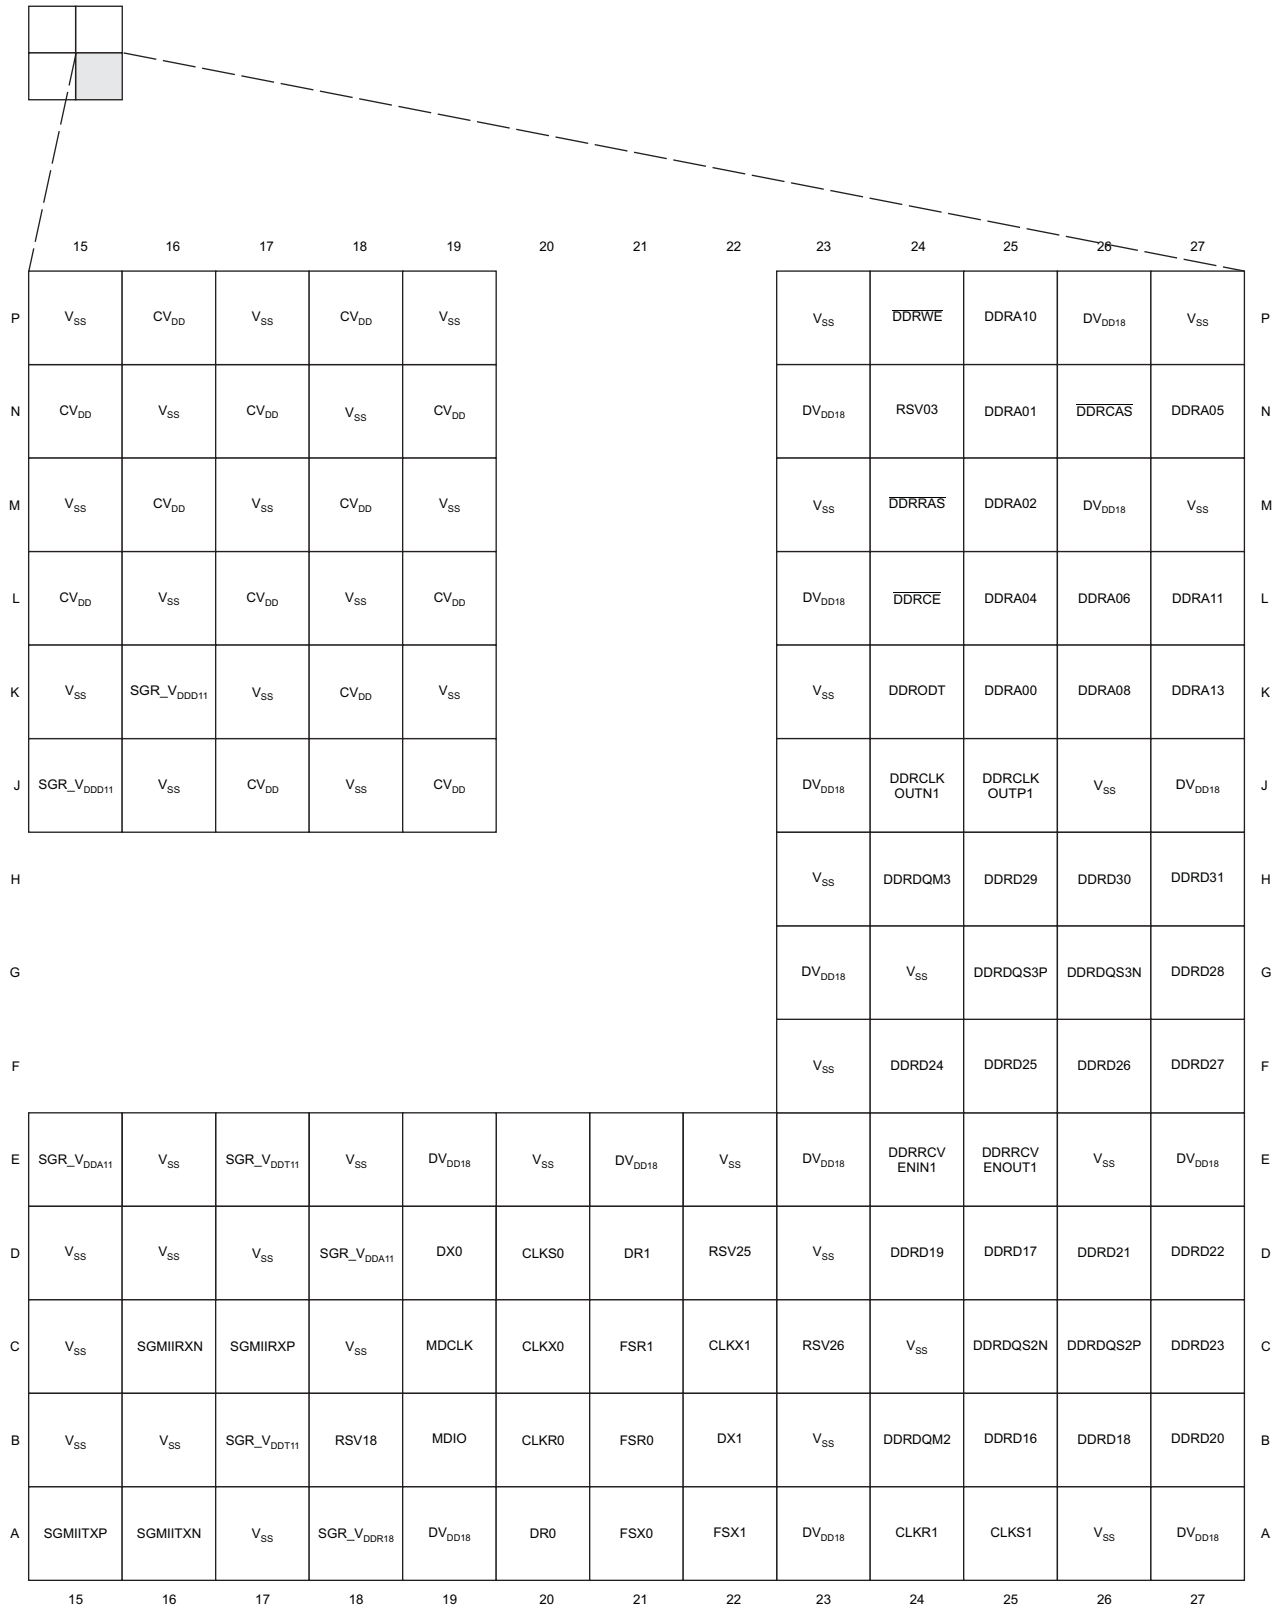 15 16 17 18 19 20 21 22 23 24 25 26 27
P VSS CVDD VSS CVDD VSS VSS DDRWE DDRA10 DVDD18 VSS P
N CVDD VSS CVDD VSS CVDD DVDD18 RSV03 DDRA01 DDRCAS DDRA05 N
M VSS CVDD VSS CVDD VSS VSS DDRRAS DDRA02 DVDD18 VSS M
L CVDD VSS CVDD VSS CVDD DVDD18 DDRCE DDRA04 DDRA06 DDRA11 L
K VSS SGR_VDDD11 VSS CVDD VSS VSS DDRODT DDRA00 DDRA08 DDRA13 K
J SGR_VDDD11 VSS CVDD VSS CVDD DVDD18 DDRCLK OUTN1 DDRCLK OUTP1 VSS DVDD18 J
H VSS DDRDQM3 DDRD29 DDRD30 DDRD31 H
G DVDD18 VSS DDRDQS3P DDRDQS3N DDRD28 G
F VSS DDRD24 DDRD25 DDRD26 DDRD27 F
E SGR_VDDA11 VSS SGR_VDDT11 VSS DVDD18 VSS DVDD18 VSS DVDD18 DDRRCV ENIN1 DDRRCV ENOUT1 VSS DVDD18 E
D VSS VSS VSS SGR_VDDA11 DX0 CLKS0 DR1 RSV25 VSS DDRD19 DDRD17 DDRD21 DDRD22 D
C VSS SGMIIRXN SGMIIRXP VSS MDCLK CLKX0 FSR1 CLKX1 RSV26 VSS DDRDQS2N DDRDQS2P DDRD23 C
B VSS VSS SGR_VDDT11 RSV18 MDIO CLKR0 FSR0 DX1 VSS DDRDQM2 DDRD16 DDRD18 DDRD20 B
A SGMIITXP SGMIITXN VSS SGR_VDDR18 DVDD18 DR0 FSX0 FSX1 DVDD18 CLKR1 CLKS1 VSS DVDD18 A
15 16 17 18 19 20 21 22 23 24 25 26 27